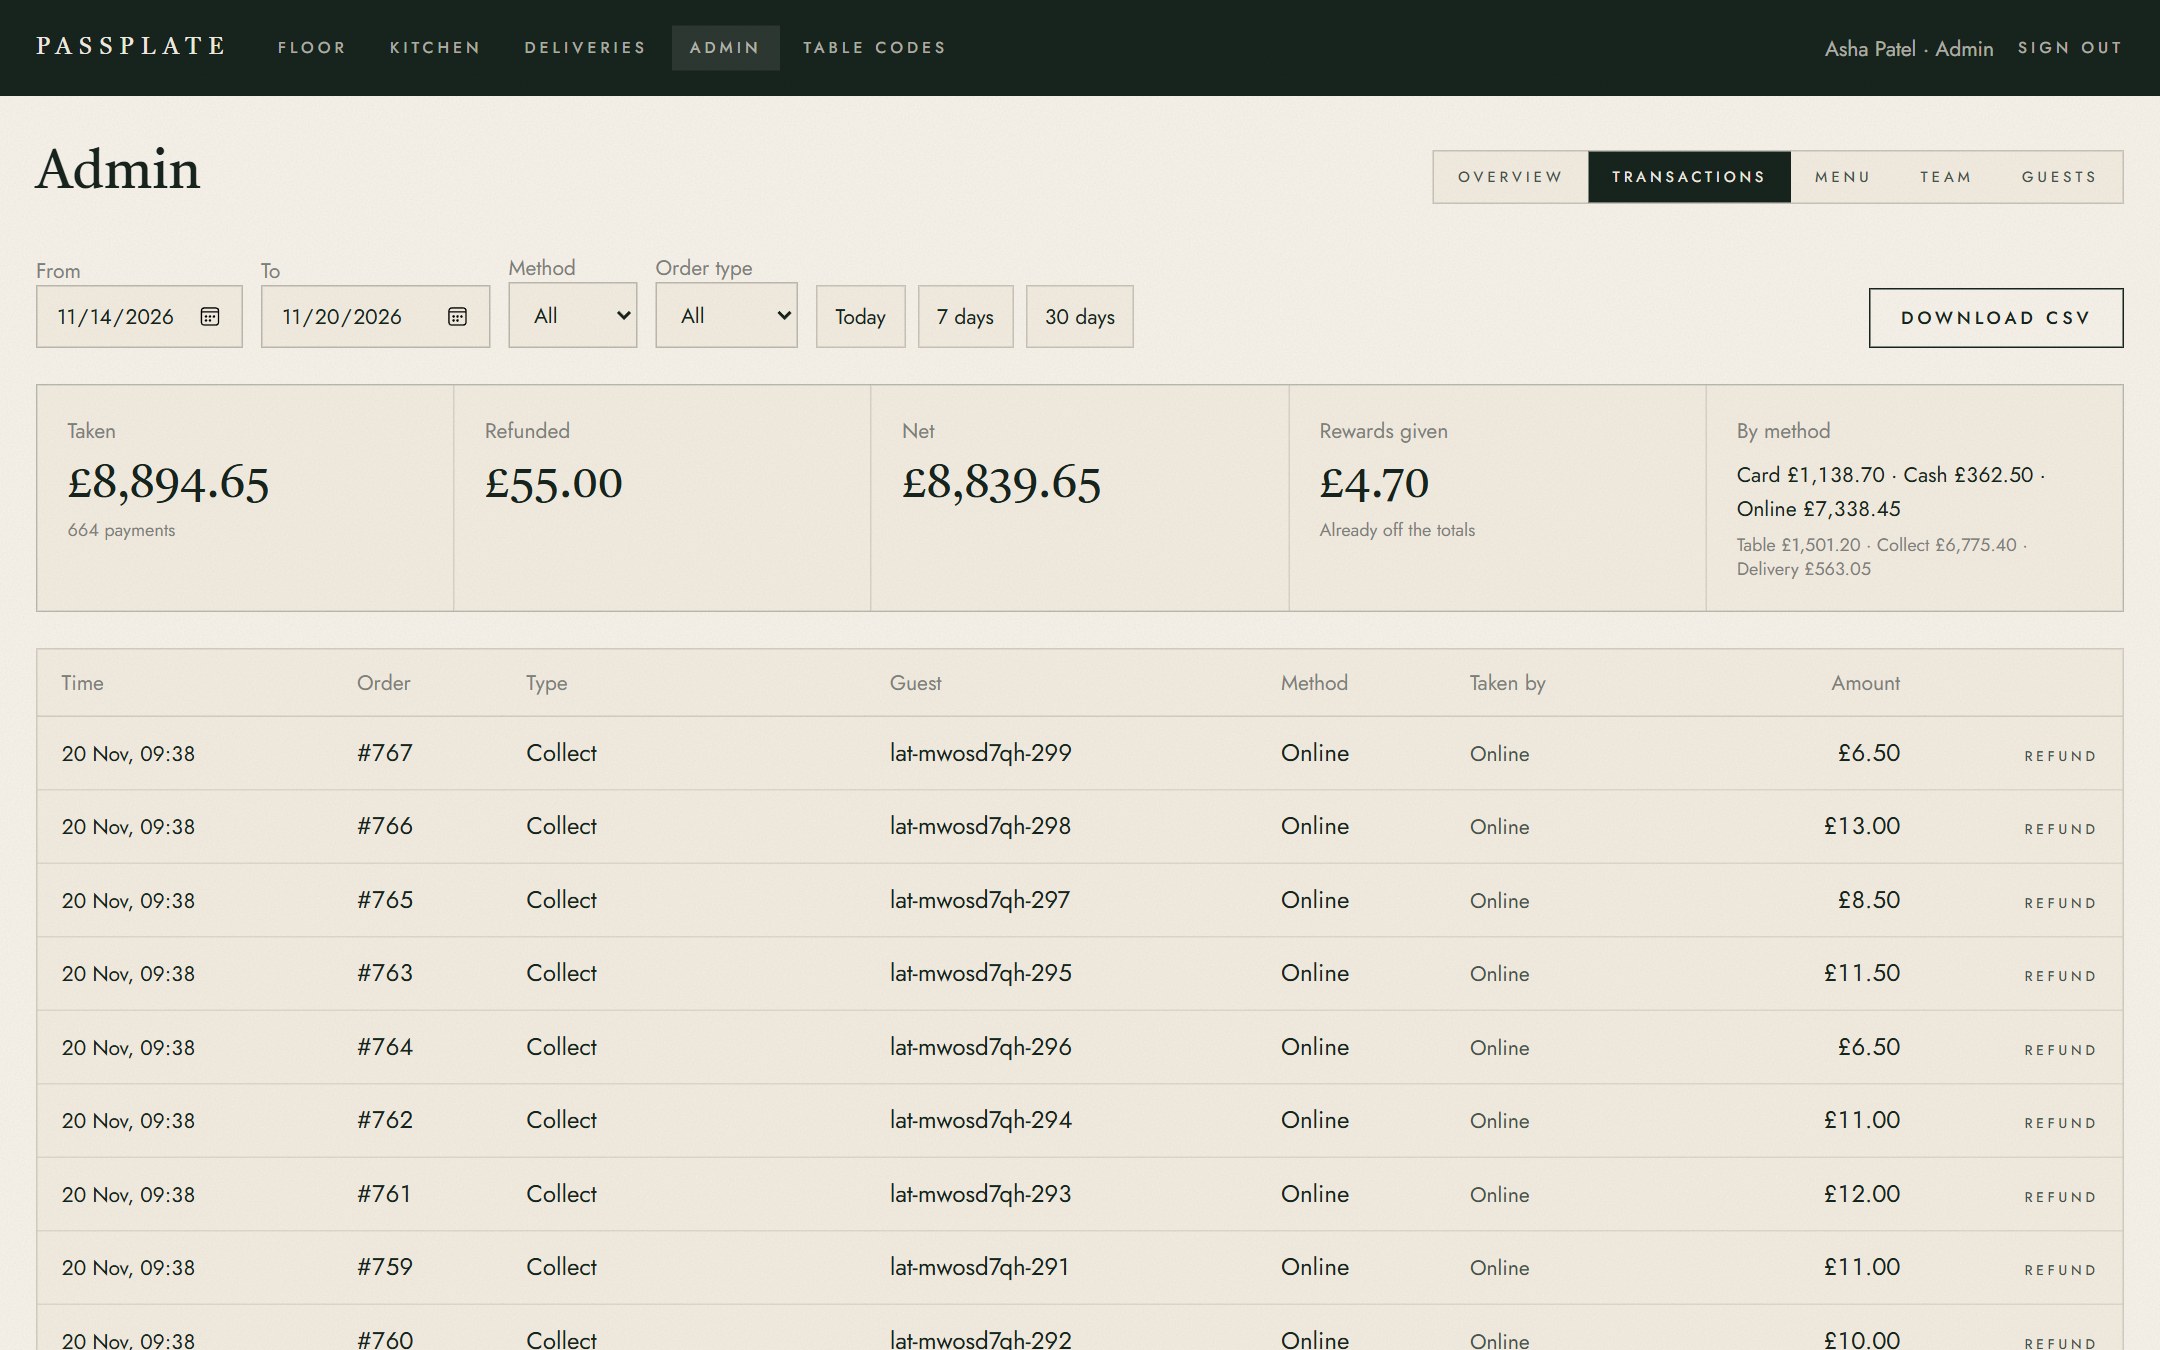 PASSPLATE FLOOR KITCHEN DELIVERIES ADMIN TABLE CODES Asha Patel · Admin SIGN OUT
Admin
OVERVIEW TRANSACTIONS MENU TEAM GUESTS
From To Method Order type
11/14/2026 11/20/2026 All All Today 7 days 30 days DOWNLOAD CSV
Taken Refunded Net Rewards given By method
£8,894.65 £55.00 £8,839.65 £4.70 Card £1,138.70 · Cash £362.50 ·
Online £7,338.45
664 payments Already off the totals Table £1,501.20 · Collect £6,775.40 ·
Delivery £563.05
Time Order Type Guest Method Taken by Amount
20 Nov, 09:38 #767 Collect lat-mwosd7qh-299 Online Online £6.50 REFUND
20 Nov, 09:38 #766 Collect lat-mwosd7qh-298 Online Online £13.00 REFUND
20 Nov, 09:38 #765 Collect lat-mwosd7qh-297 Online Online £8.50 REFUND
20 Nov, 09:38 #763 Collect lat-mwosd7qh-295 Online Online £11.50 REFUND
20 Nov, 09:38 #764 Collect lat-mwosd7qh-296 Online Online £6.50 REFUND
20 Nov, 09:38 #762 Collect lat-mwosd7qh-294 Online Online £11.00 REFUND
20 Nov, 09:38 #761 Collect lat-mwosd7qh-293 Online Online £12.00 REFUND
20 Nov, 09:38 #759 Collect lat-mwosd7qh-291 Online Online £11.00 REFUND
20 Nov, 09:38 #760 Collect lat-mwosd7qh-292 Online Online £10.00 REFUND